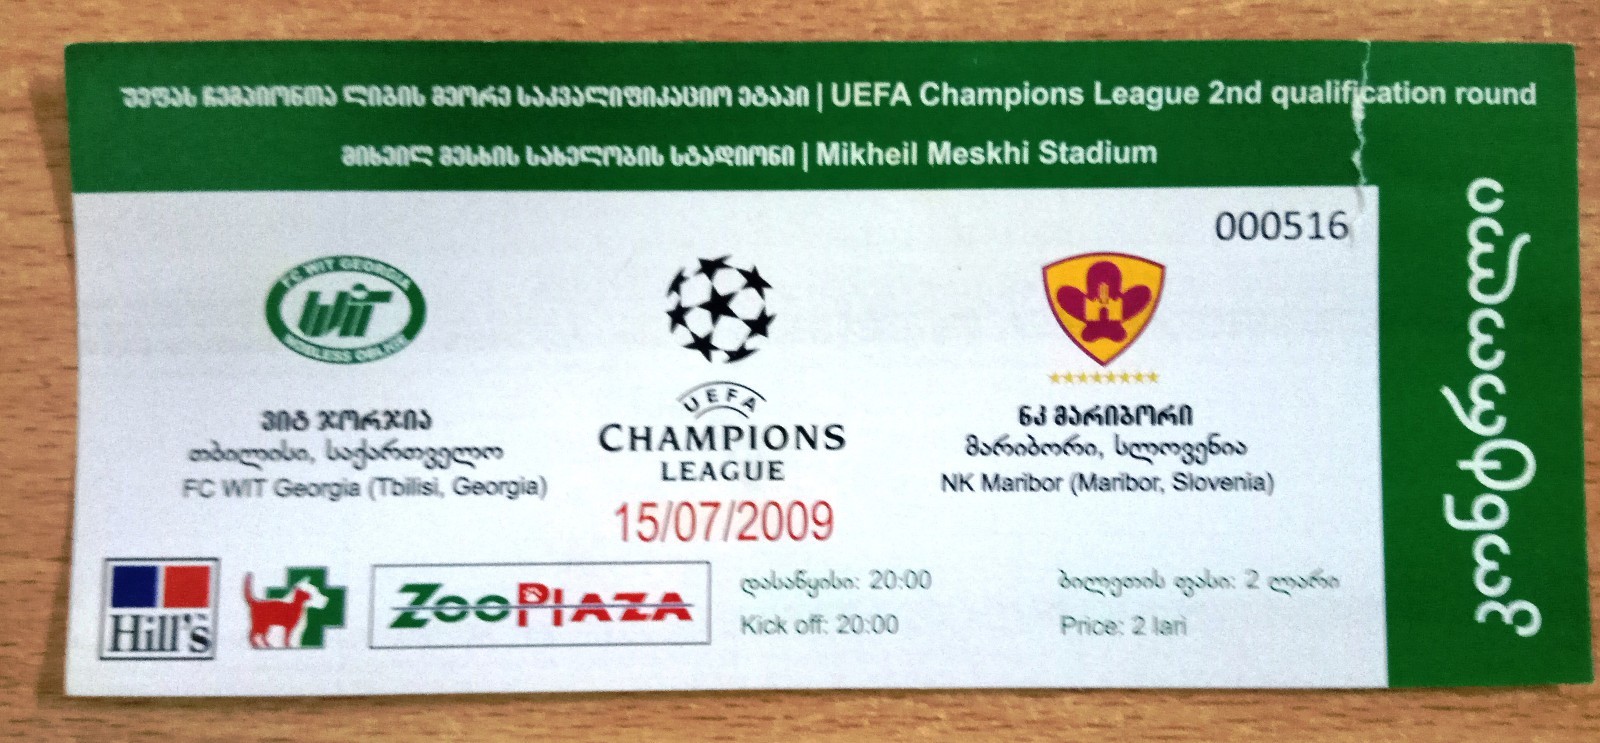 უეფას ჩემპიონთა ლიგის მეორე საკვალიფიკაციო ეტაპი | UEFA Champions League 2nd qualification round
მიხეილ მესხის სახელობის სტადიონი | Mikheil Meskhi Stadium
000516
FC WIT GEORGIA
WIT
ვიტ ჯორჯია
თბილისი, საქართველო
FC WIT Georgia (Tbilisi, Georgia)
UEFA
CHAMPIONS
LEAGUE
15/07/2009
ნკ მარიბორი
მარიბორი, სლოვენია
NK Maribor (Maribor, Slovenia)
Hill's
ZooPlaza
დასაწყისი: 20:00
Kick off: 20:00
ბილეთის ფასი: 2 ლარი
Price: 2 lari